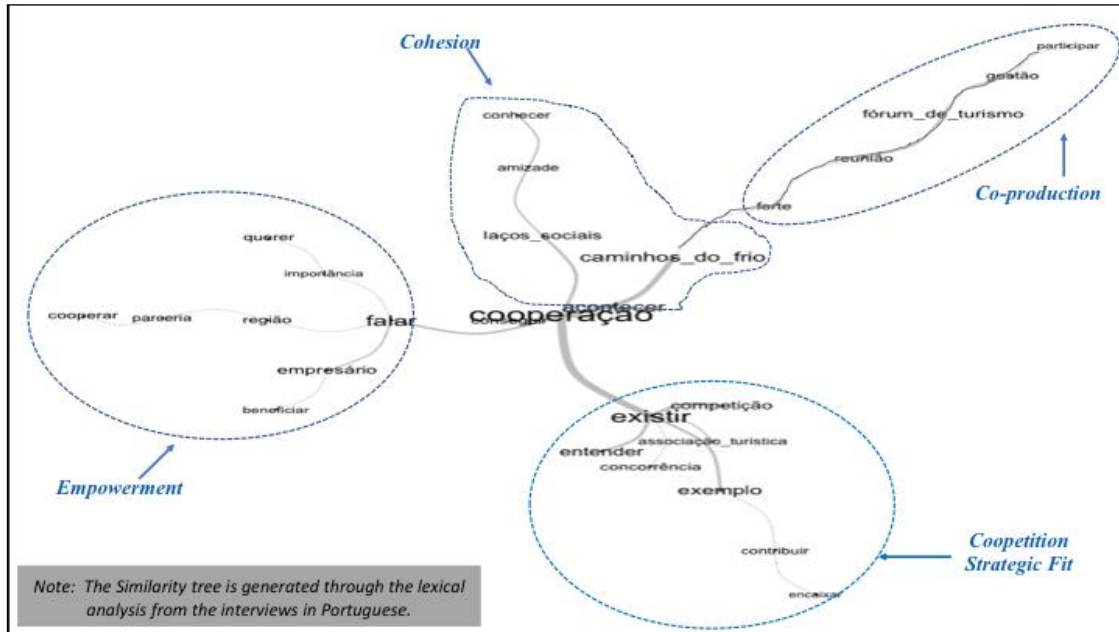 Cohesion
participar
gestão
conhecer
fórum_de_turismo
amizade
reunião
Co-production
forte
laços_sociais
querer
caminhos_do_frio
importância
acontecer
cooperação
cooperar
parceria
região
falar
conseguir
empresário
beneficiar
competição
existir
associação_turística
entender
concorrência
Empowerment
exemplo
contribuir
Coopetition
Strategic Fit
encaixar
Note: The Similarity tree is generated through the lexical
analysis from the interviews in Portuguese.